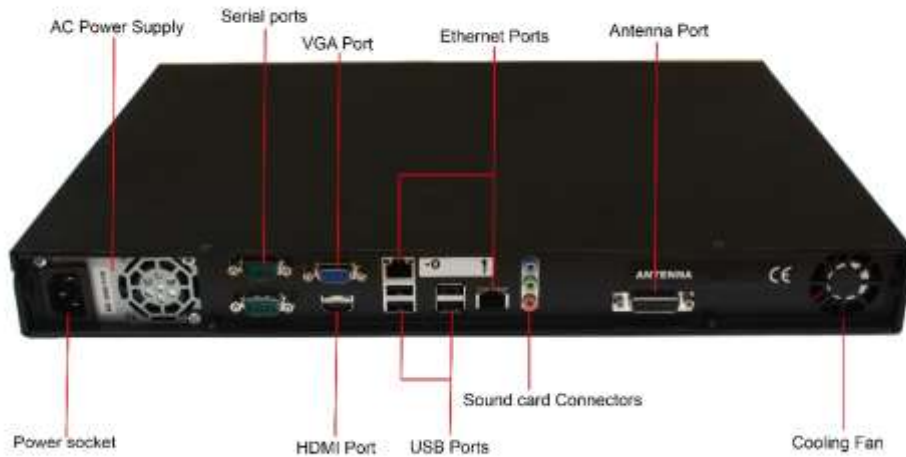 Serial ports
AC Power Supply
VGA Port
Ethernet Ports
Antenna Port
ANTENNA
CE
Power socket
HDMI Port
USB Ports
Sound card Connectors
Cooling Fan